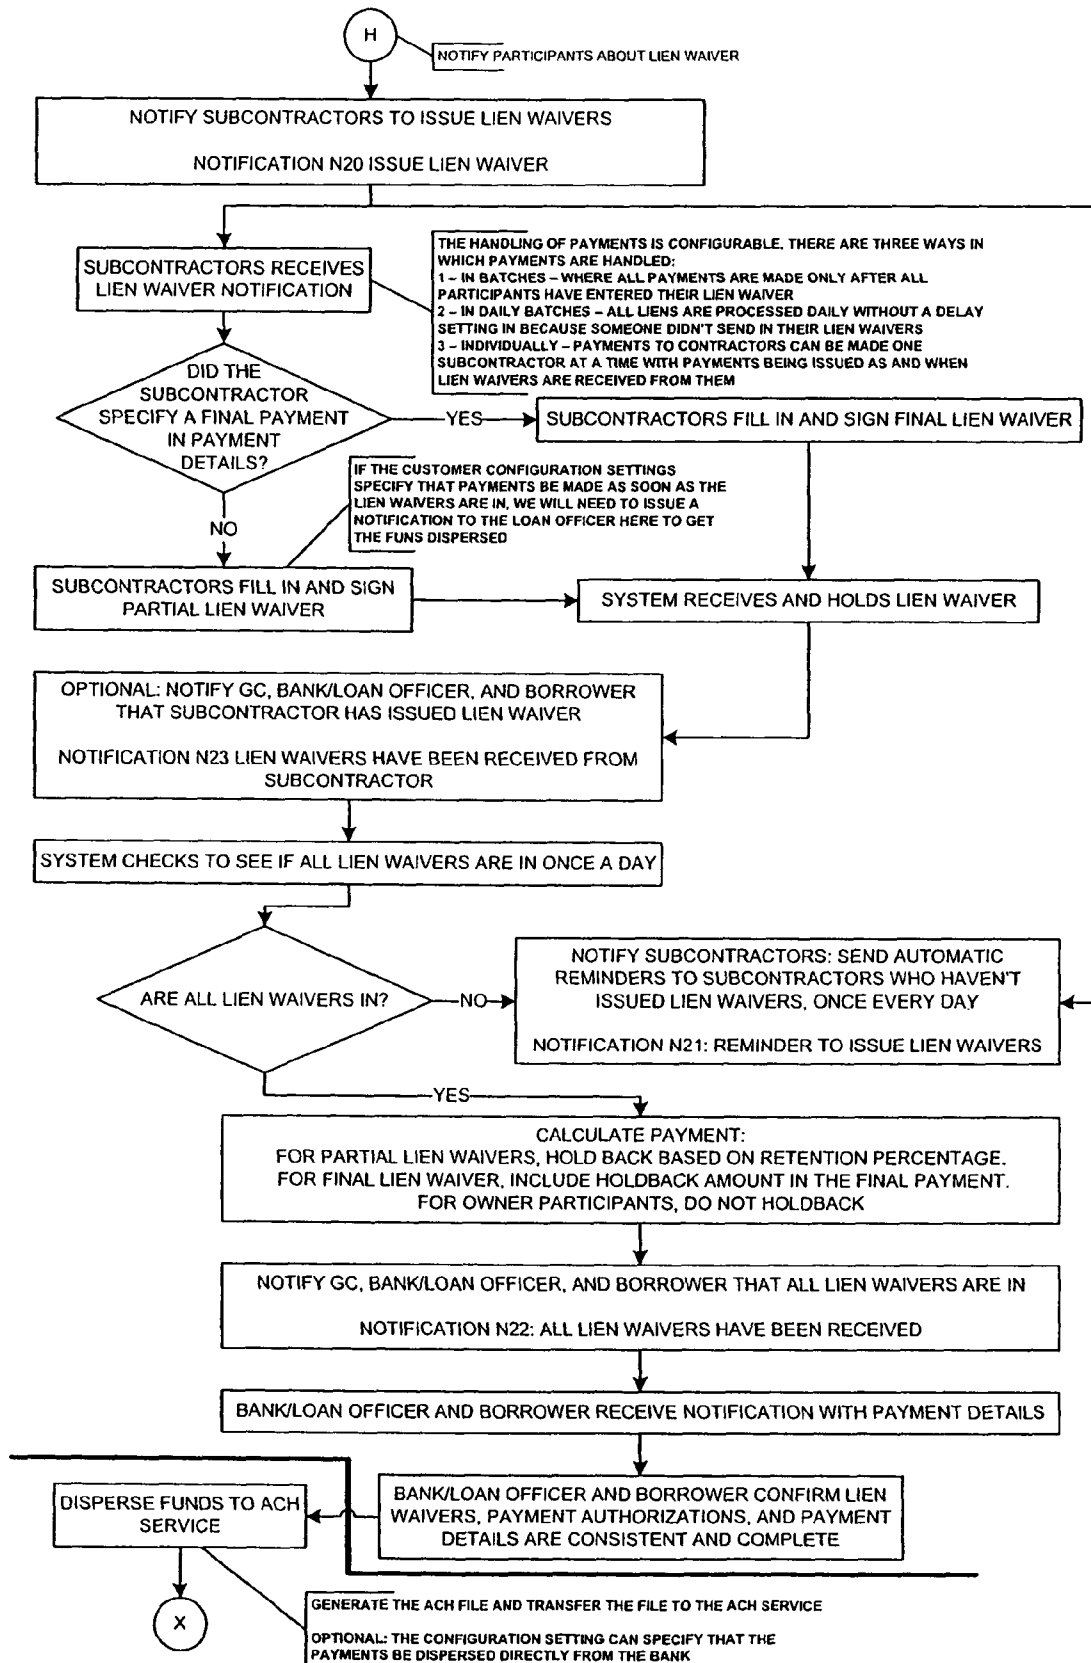 H
NOTIFY PARTICIPANTS ABOUT LIEN WAIVER
NOTIFY SUBCONTRACTORS TO ISSUE LIEN WAIVERS
NOTIFICATION N20 ISSUE LIEN WAIVER
SUBCONTRACTORS RECEIVES
LIEN WAIVER NOTIFICATION
THE HANDLING OF PAYMENTS IS CONFIGURABLE. THERE ARE THREE WAYS IN
WHICH PAYMENTS ARE HANDLED:
1 – IN BATCHES – WHERE ALL PAYMENTS ARE MADE ONLY AFTER ALL
PARTICIPANTS HAVE ENTERED THEIR LIEN WAIVER
2 – IN DAILY BATCHES – ALL LIENS ARE PROCESSED DAILY WITHOUT A DELAY
SETTING IN BECAUSE SOMEONE DIDN'T SEND IN THEIR LIEN WAIVERS
3 – INDIVIDUALLY – PAYMENTS TO CONTRACTORS CAN BE MADE ONE
SUBCONTRACTOR AT A TIME WITH PAYMENTS BEING ISSUED AS AND WHEN
LIEN WAIVERS ARE RECEIVED FROM THEM
DID THE
SUBCONTRACTOR
SPECIFY A FINAL PAYMENT
IN PAYMENT
DETAILS?
YES
SUBCONTRACTORS FILL IN AND SIGN FINAL LIEN WAIVER
IF THE CUSTOMER CONFIGURATION SETTINGS
SPECIFY THAT PAYMENTS BE MADE AS SOON AS THE
LIEN WAIVERS ARE IN, WE WILL NEED TO ISSUE A
NOTIFICATION TO THE LOAN OFFICER HERE TO GET
THE FUNS DISPERSED
NO
SUBCONTRACTORS FILL IN AND SIGN
PARTIAL LIEN WAIVER
SYSTEM RECEIVES AND HOLDS LIEN WAIVER
OPTIONAL: NOTIFY GC, BANK/LOAN OFFICER, AND BORROWER
THAT SUBCONTRACTOR HAS ISSUED LIEN WAIVER
NOTIFICATION N23 LIEN WAIVERS HAVE BEEN RECEIVED FROM
SUBCONTRACTOR
SYSTEM CHECKS TO SEE IF ALL LIEN WAIVERS ARE IN ONCE A DAY
ARE ALL LIEN WAIVERS IN?
NO
NOTIFY SUBCONTRACTORS: SEND AUTOMATIC
REMINDERS TO SUBCONTRACTORS WHO HAVEN'T
ISSUED LIEN WAIVERS, ONCE EVERY DAY
NOTIFICATION N21: REMINDER TO ISSUE LIEN WAIVERS
YES
CALCULATE PAYMENT:
FOR PARTIAL LIEN WAIVERS, HOLD BACK BASED ON RETENTION PERCENTAGE.
FOR FINAL LIEN WAIVER, INCLUDE HOLDBACK AMOUNT IN THE FINAL PAYMENT.
FOR OWNER PARTICIPANTS, DO NOT HOLDBACK
NOTIFY GC, BANK/LOAN OFFICER, AND BORROWER THAT ALL LIEN WAIVERS ARE IN
NOTIFICATION N22: ALL LIEN WAIVERS HAVE BEEN RECEIVED
BANK/LOAN OFFICER AND BORROWER RECEIVE NOTIFICATION WITH PAYMENT DETAILS
BANK/LOAN OFFICER AND BORROWER CONFIRM LIEN
WAIVERS, PAYMENT AUTHORIZATIONS, AND PAYMENT
DETAILS ARE CONSISTENT AND COMPLETE
DISPERSE FUNDS TO ACH
SERVICE
X
GENERATE THE ACH FILE AND TRANSFER THE FILE TO THE ACH SERVICE
OPTIONAL: THE CONFIGURATION SETTING CAN SPECIFY THAT THE
PAYMENTS BE DISPERSED DIRECTLY FROM THE BANK